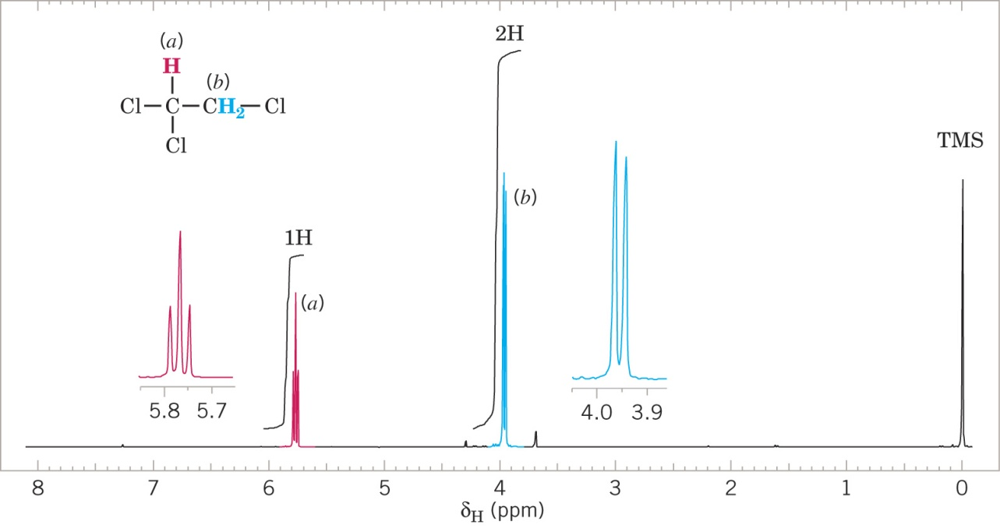 (a)
H
(b)
Cl—C—CH₂—Cl
Cl
2H
TMS
(b)
1H
(a)
5.8 5.7
4.0 3.9
8 7 6 5 4 3 2 1 0
δH (ppm)